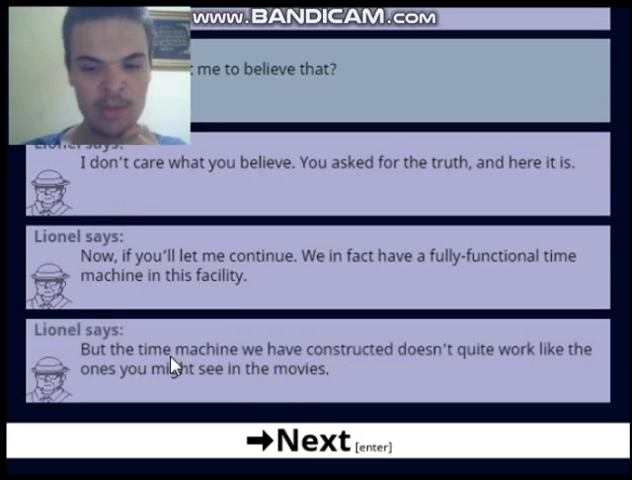 www.BANDICAM.com
me to believe that?
Lionel says:
I don't care what you believe. You asked for the truth, and here it is.
Lionel says:
Now, if you'll let me continue. We in fact have a fully-functional time
machine in this facility.
Lionel says:
But the time machine we have constructed doesn't quite work like the
ones you might see in the movies.
➜Next [enter]